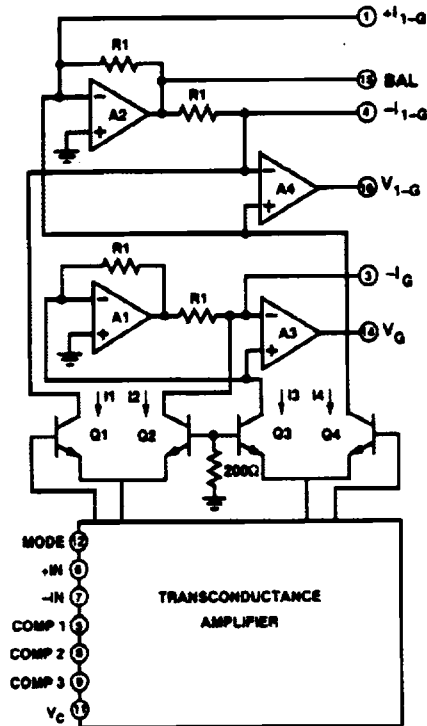 ① +I1-G
R1
⑮ BAL
R1
④ -I1-G
−
+
A2
−
+
A4
⑯ V1-G
R1
R1
③ -IG
−
+
A1
−
+
A3
⑭ VG
I1
I2
I3
I4
Q1
Q2
Q3
Q4
200Ω
MODE ⑫
+IN ⑥
-IN ⑦
COMP 1 ⑤
COMP 2 ⑧
COMP 3 ⑨
VC ⑪
TRANSCONDUCTANCE
AMPLIFIER